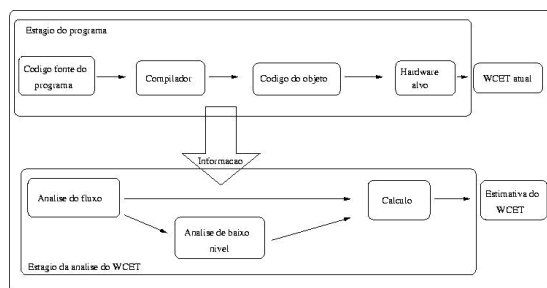 Estagio do programa
Codigo fonte do
programa
Compilador
Codigo do objeto
Hardware
alvo
WCET atual
Informacao
Analise do fluxo
Analise de baixo
nivel
Calculo
Estimativa do
WCET
Estagio da analise do WCET